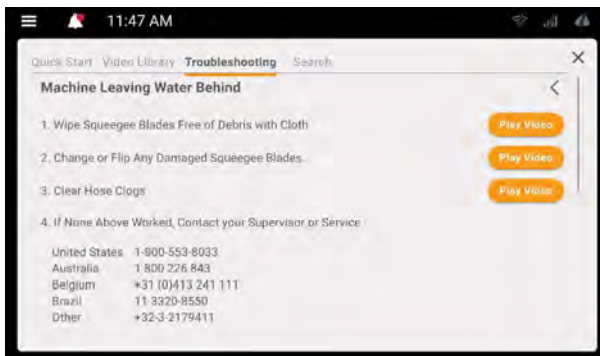 11:47 AM
Quick Start Video Library Troubleshooting Search
Machine Leaving Water Behind
1. Wipe Squeegee Blades Free of Debris with Cloth Play Video
2. Change or Flip Any Damaged Squeegee Blades. Play Video
3. Clear Hose Clogs Play Video
4. If None Above Worked, Contact your Supervisor or Service
United States 1-900-553-8033
Australia 1 800 226 843
Belgium +31 (0)413 241 111
Brazil 11 3320-8550
Other +32-3-2179411